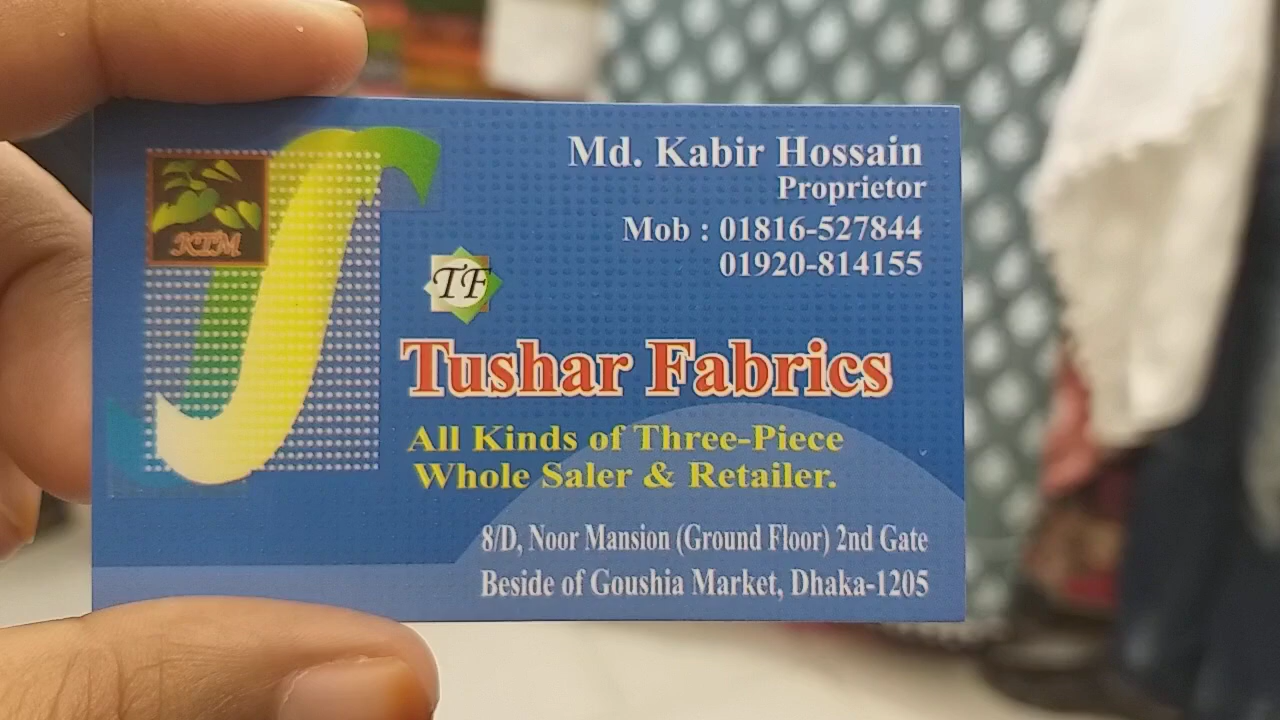 KTM
Md. Kabir Hossain
Proprietor
Mob : 01816-527844
01920-814155
TF
Tushar Fabrics
All Kinds of Three-Piece
Whole Saler & Retailer.
8/D, Noor Mansion (Ground Floor) 2nd Gate
Beside of Goushia Market, Dhaka-1205